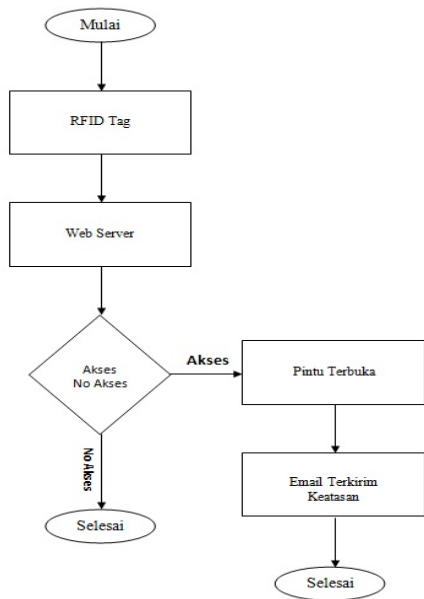 Mulai
RFID Tag
Web Server
Akses
No Akses
Akses
Pintu Terbuka
No Akses
Email Terkirim
Keatasan
Selesai
Selesai